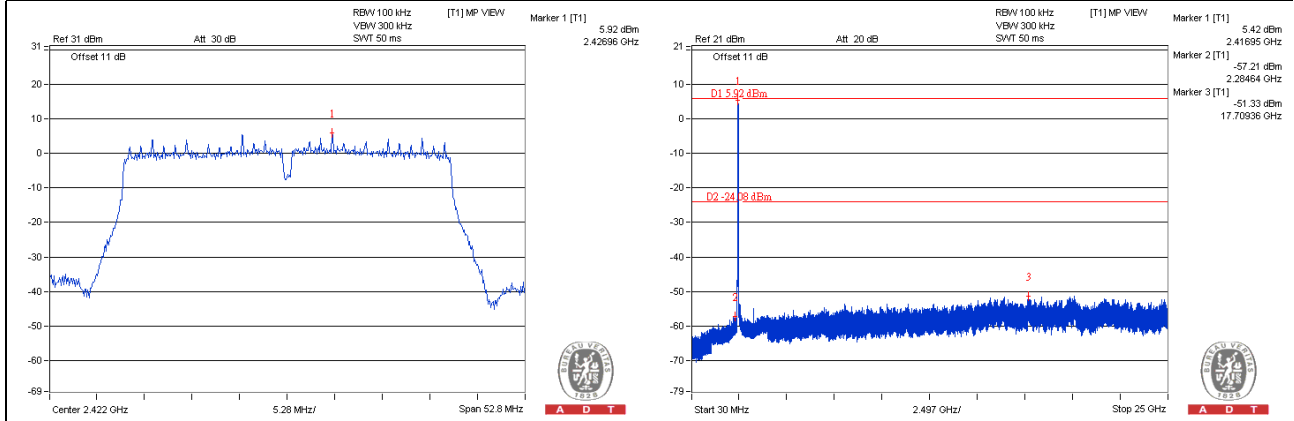 RBW 100 kHz [T1] MP VIEW
VBW 300 kHz
Ref 31 dBm Att 30 dB SWT 50 ms
Marker 1 [T1]
5.92 dBm
2.42696 GHz
31
Offset 11 dB
20
10
1
0
-10
-20
-30
-40
-50
-60
-69
Center 2.422 GHz 5.28 MHz/ Span 52.8 MHz
BUREAU VERITAS
1828
A D T
RBW 100 kHz [T1] MP VIEW
VBW 300 kHz
Ref 21 dBm Att 20 dB SWT 50 ms
Marker 1 [T1]
5.42 dBm
2.41695 GHz
Marker 2 [T1]
-57.21 dBm
2.28464 GHz
Marker 3 [T1]
-51.33 dBm
17.70936 GHz
21
Offset 11 dB
10
1
D1 5.92 dBm
0
-10
-20
D2 -24.08 dBm
-30
-40
3
-50
2
-60
-70
-79
Start 30 MHz 2.497 GHz/ Stop 25 GHz
BUREAU VERITAS
1828
A D T